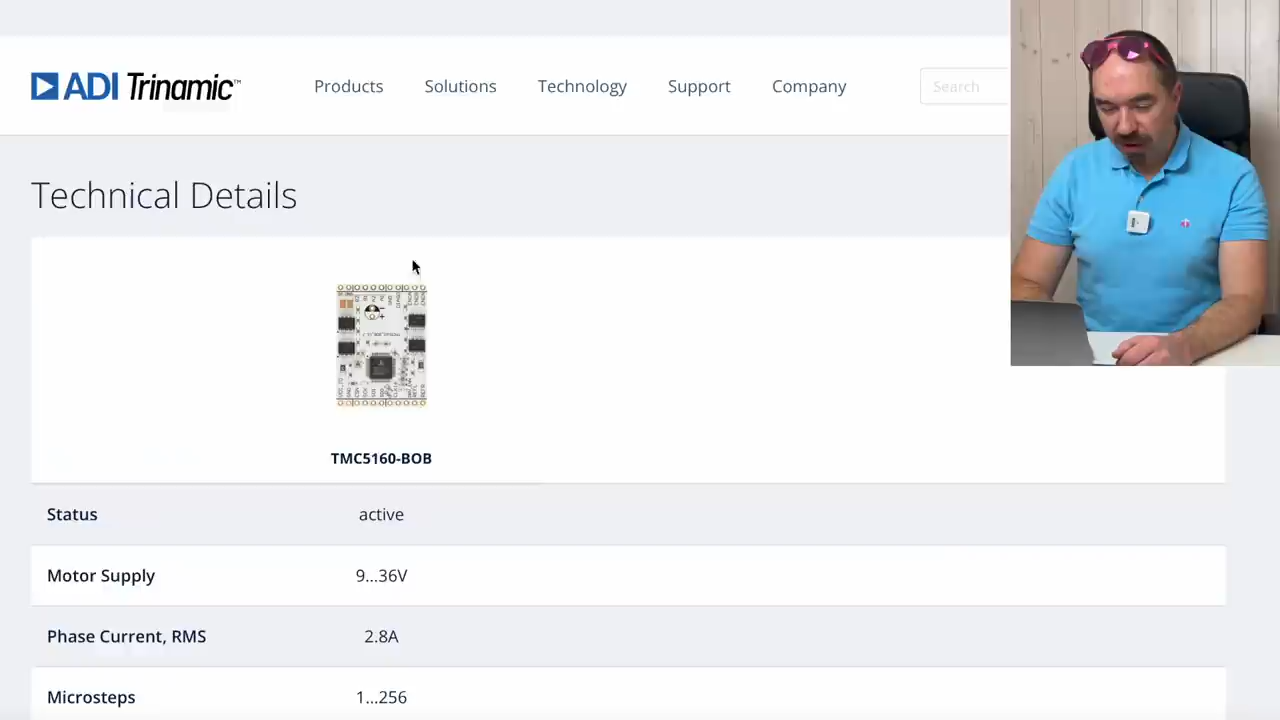 ADI Trinamic™
Products
Solutions
Technology
Support
Company
Search
Technical Details
TMC5160-BOB
Status
active
Motor Supply
9...36V
Phase Current, RMS
2.8A
Microsteps
1...256